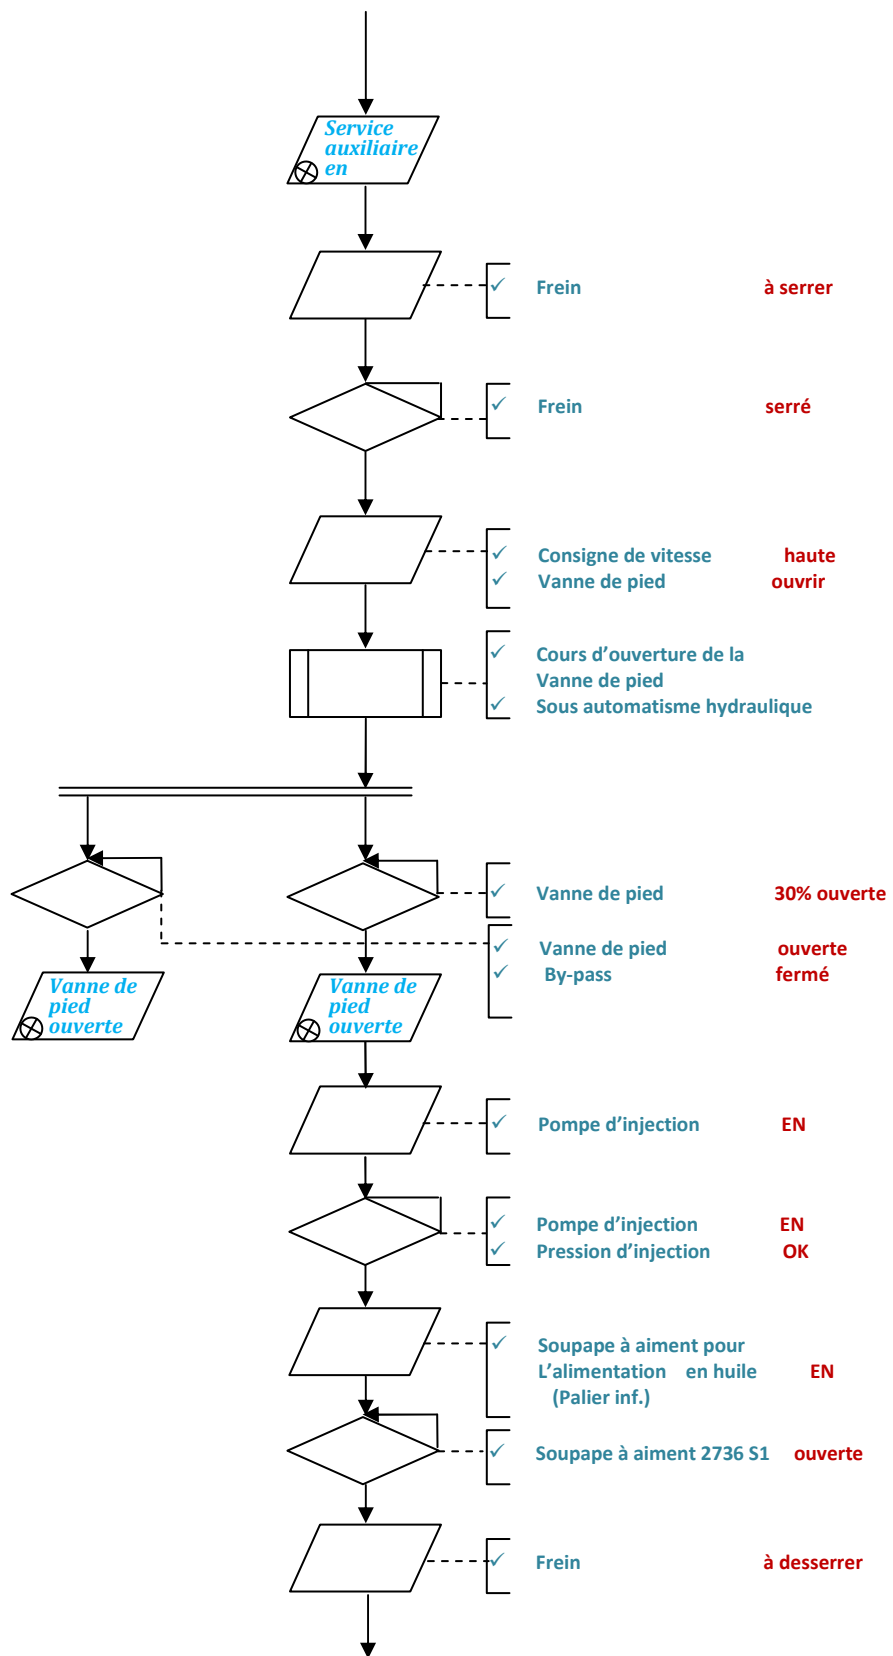 Service
auxiliaire
en
✓ Frein à serrer
✓ Frein serré
✓ Consigne de vitesse haute
✓ Vanne de pied ouvrir
✓ Cours d’ouverture de la
Vanne de pied
✓ Sous automatisme hydraulique
✓ Vanne de pied 30% ouverte
✓ Vanne de pied ouverte
✓ By-pass fermé
Vanne de
pied
ouverte
Vanne de
pied
ouverte
✓ Pompe d’injection EN
✓ Pompe d’injection EN
✓ Pression d’injection OK
✓ Soupape à aiment pour
L’alimentation en huile EN
(Palier inf.)
✓ Soupape à aiment 2736 S1 ouverte
✓ Frein à desserrer